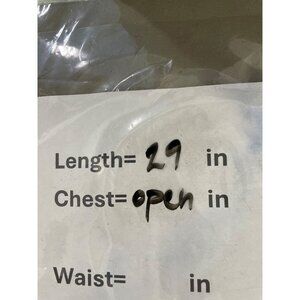 Length= 29 in
Chest= open in
Waist= in